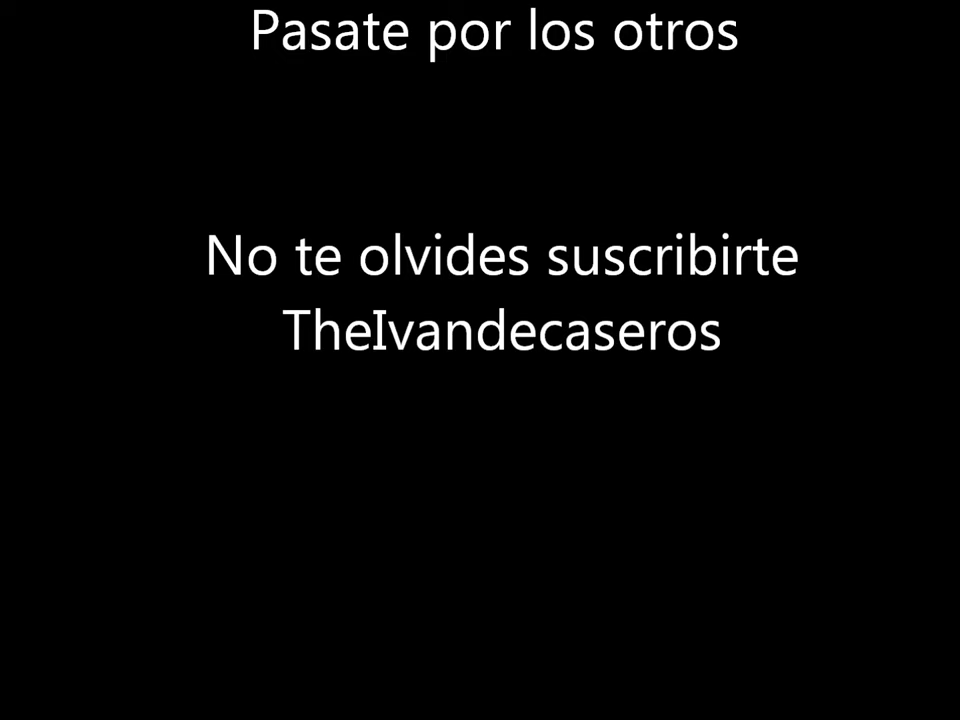 Pasate por los otros
No te olvides suscribirte
TheIvandecaseros